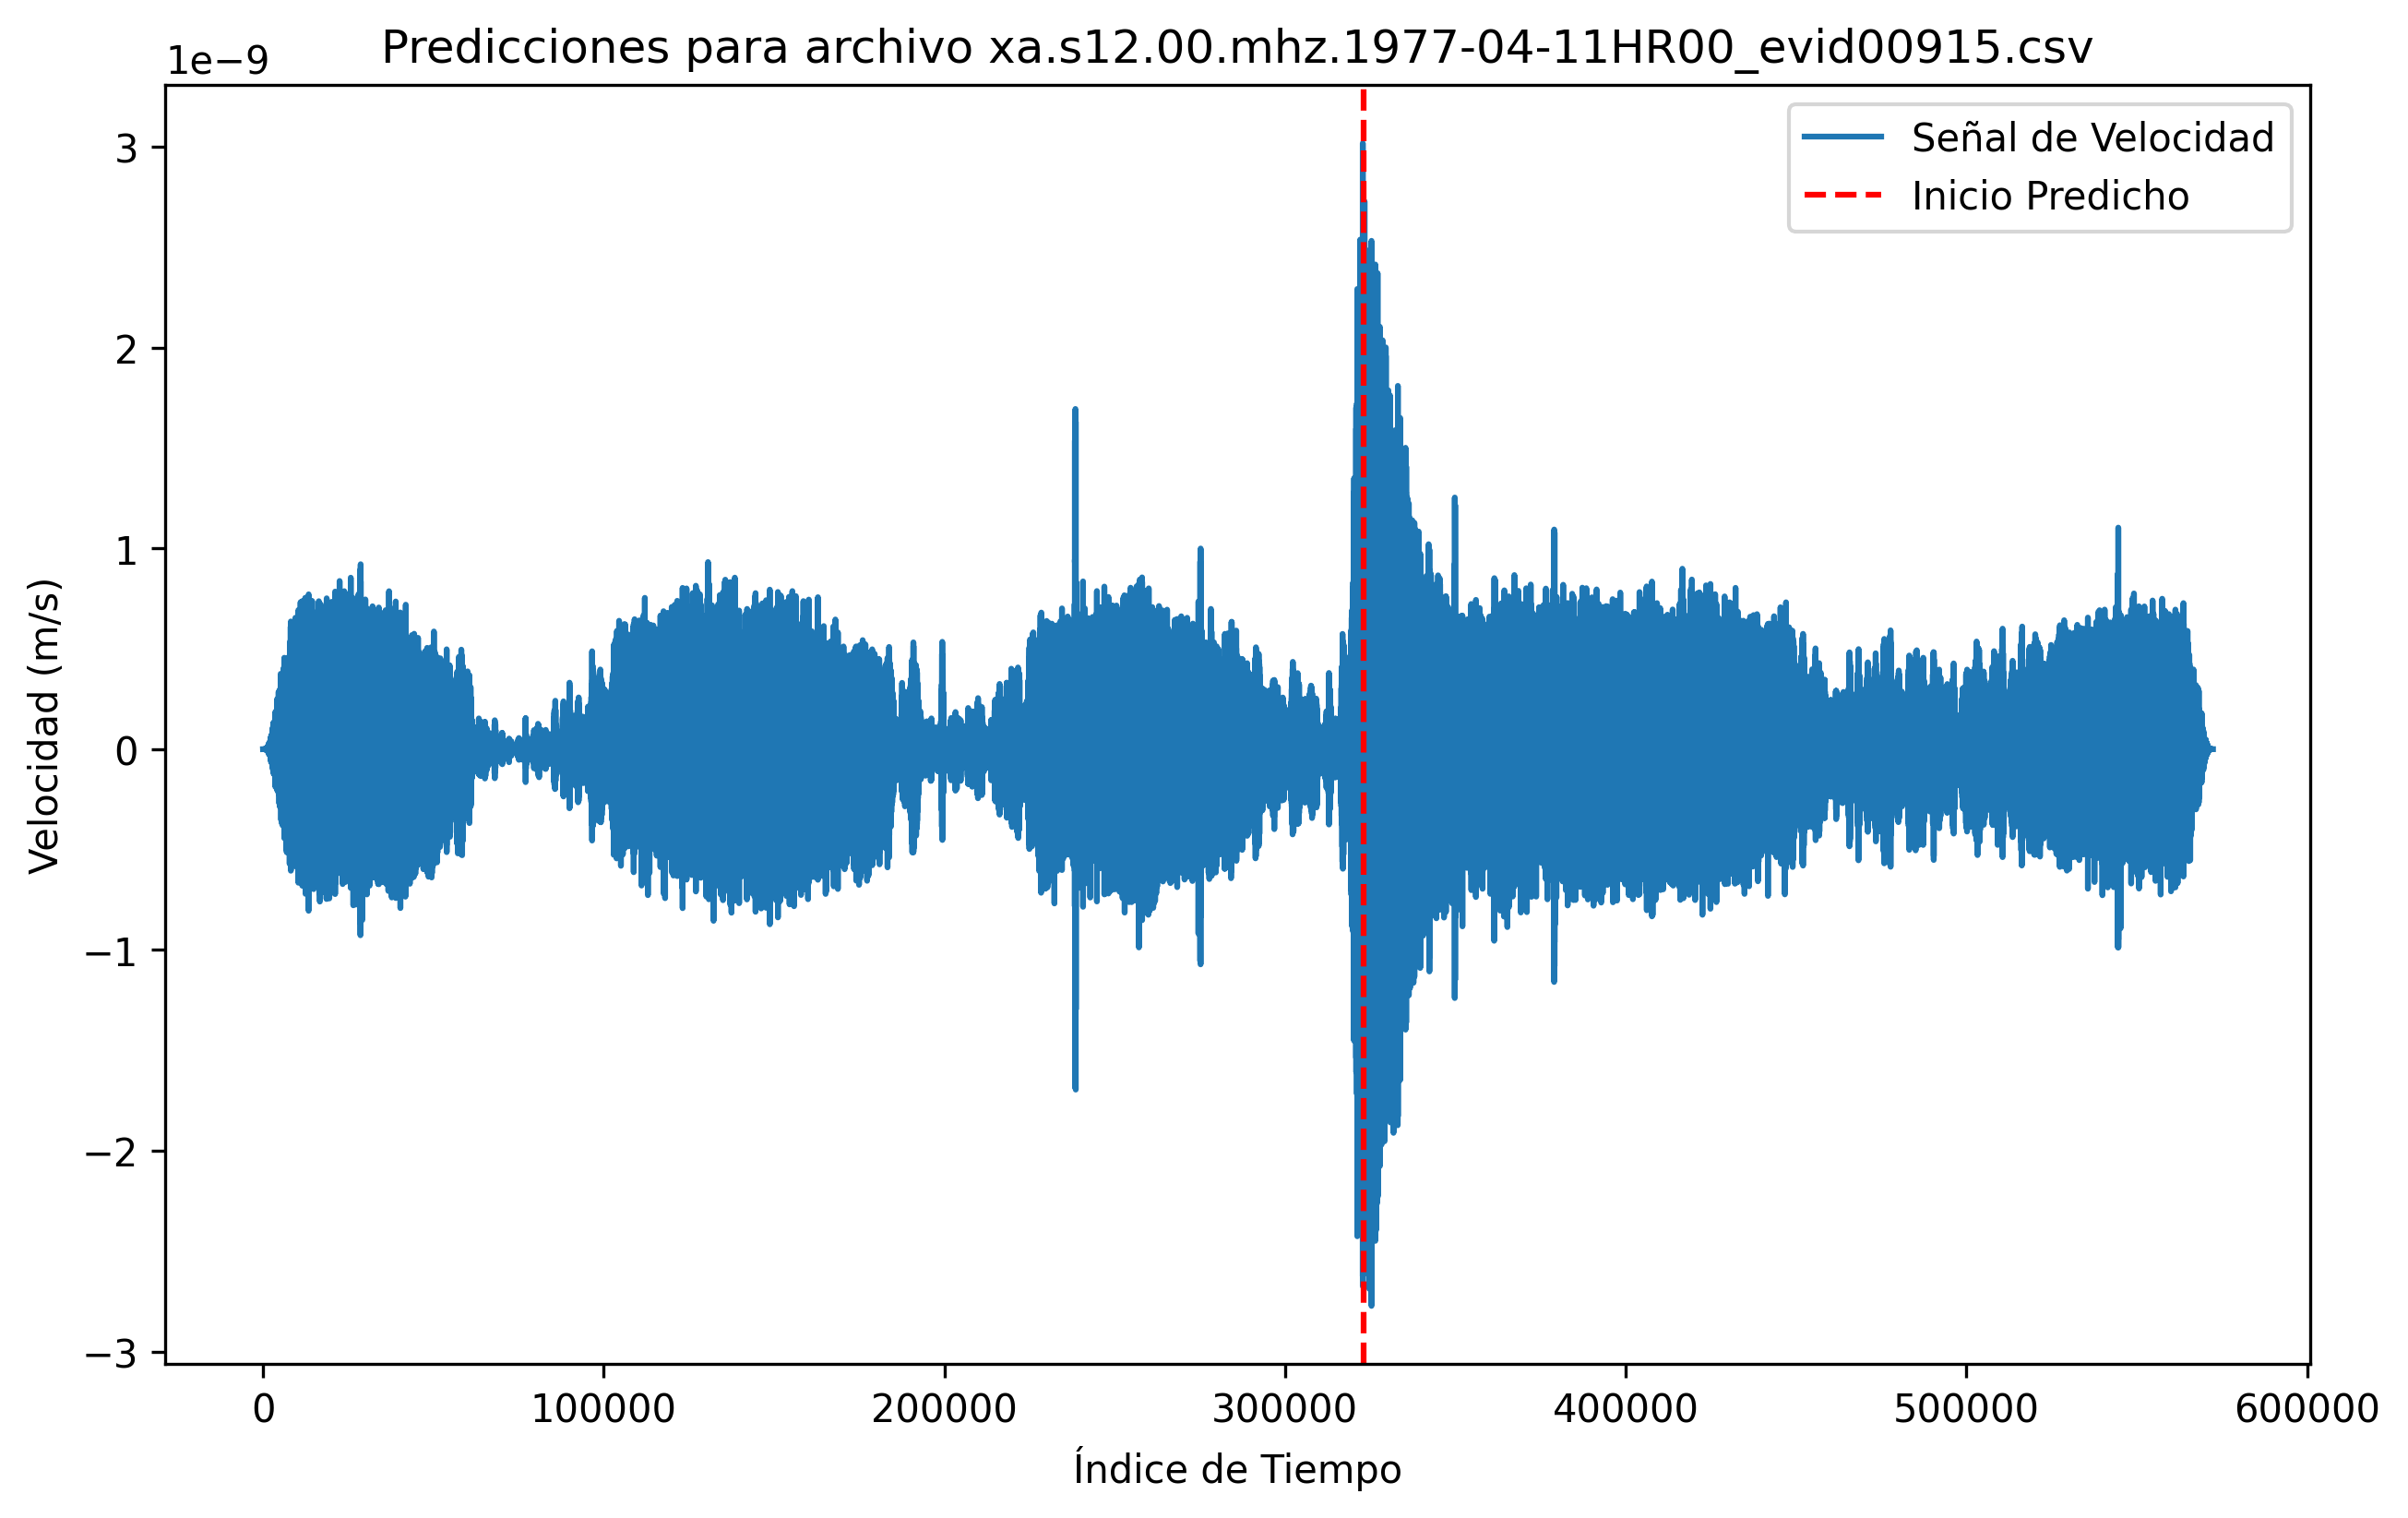 Predicciones para archivo xa.s12.00.mhz.1977-04-11HR00_evid00915.csv
1e−9
Señal de Velocidad
Inicio Predicho
3
2
1
0
−1
−2
−3
Velocidad (m/s)
0 100000 200000 300000 400000 500000 600000
Índice de Tiempo